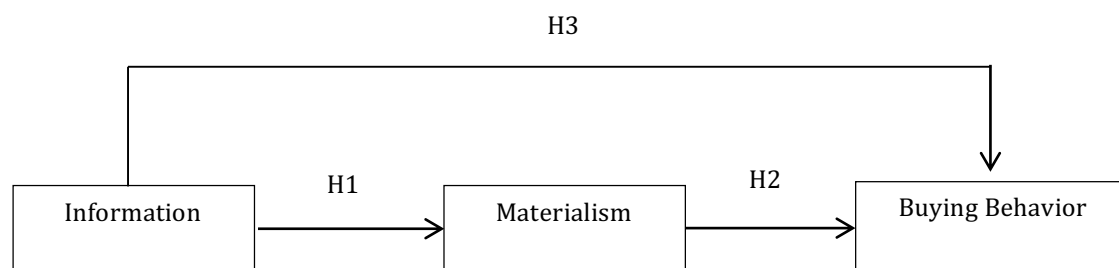 H3
H1
H2
Information
Materialism
Buying Behavior